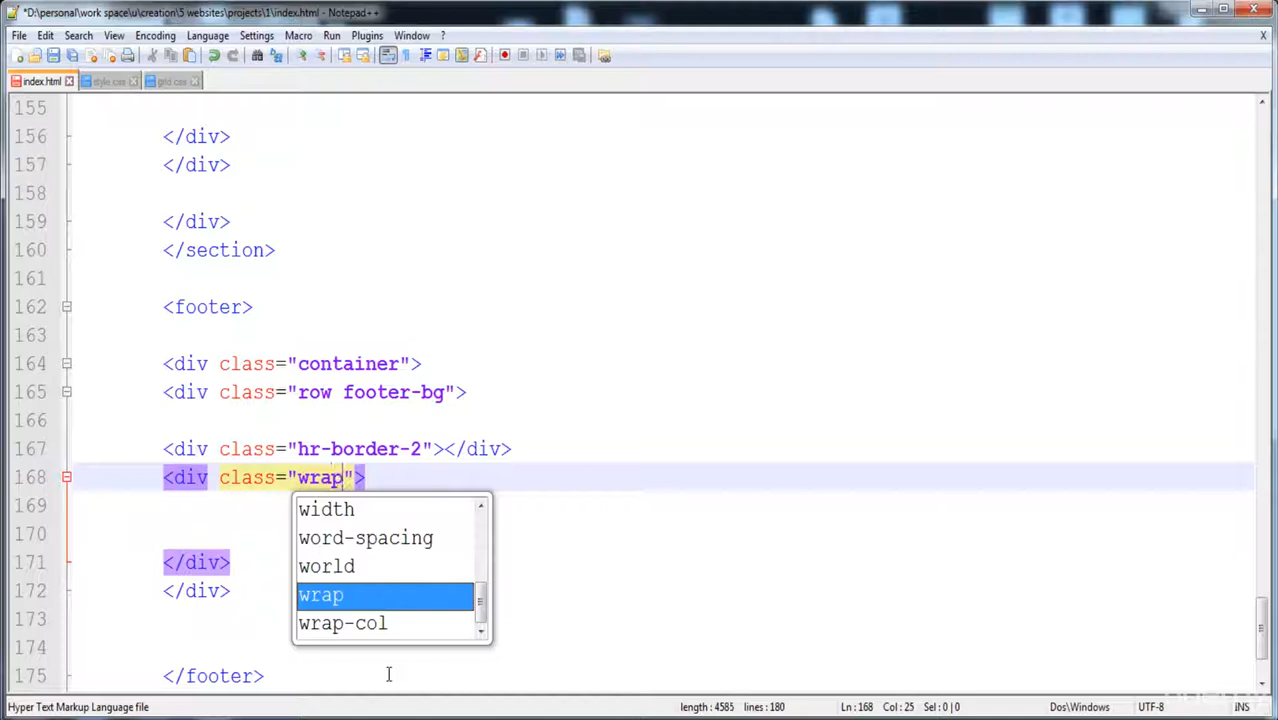 *D:\personal\work space\u\creation\5 websites\projects\1\index.html - Notepad++
File Edit Search View Encoding Language Settings Macro Run Plugins Window ? X
index.html style.css grid.css
155
156 </div>
157 </div>
158
159 </div>
160 </section>
161
162 <footer>
163
164 <div class="container">
165 <div class="row footer-bg">
166
167 <div class="hr-border-2"></div>
168 <div class="wrap">
169 width
170 word-spacing
171 </div> world
172 </div> wrap
173 wrap-col
174
175 </footer>
Hyper Text Markup Language file length : 4585 lines : 180 Ln : 168 Col : 25 Sel : 0 | 0 Dos\Windows UTF-8 INS